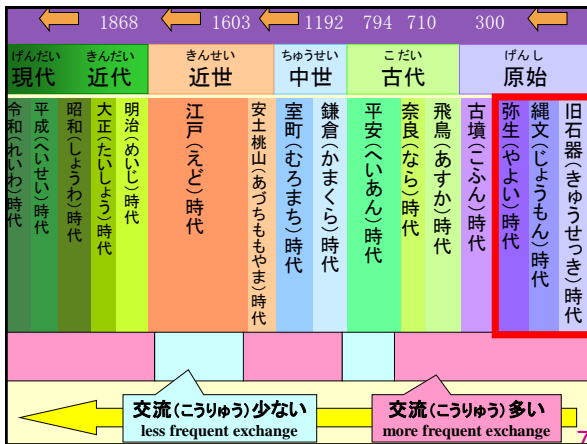 1868 1603 1192 794 710 300
げんだい きんだい きんせい ちゅうせい こだい げんし
現代 近代 近世 中世 古代 原始
令和(れいわ)時代
平成(へいせい)時代
昭和(しょうわ)時代
大正(たいしょう)時代
明治(めいじ)時代
江戸(えど)時代
安土桃山(あづちももやま)時代
室町(むろまち)時代
鎌倉(かまくら)時代
平安(へいあん)時代
奈良(なら)時代
飛鳥(あすか)時代
古墳(こふん)時代
弥生(やよい)時代
縄文(じょうもん)時代
旧石器(きゅうせっき)時代
交流(こうりゅう)少ない
less frequent exchange
交流(こうりゅう)多い
more frequent exchange